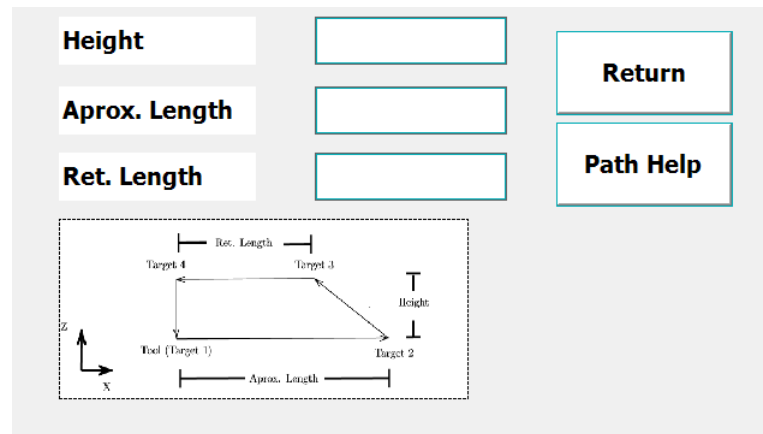 Height
Return
Aprox. Length
Path Help
Ret. Length
Ret. Length
Target 4
Target 3
Height
Z
Tool (Target 1)
Target 2
Aprox. Length
X